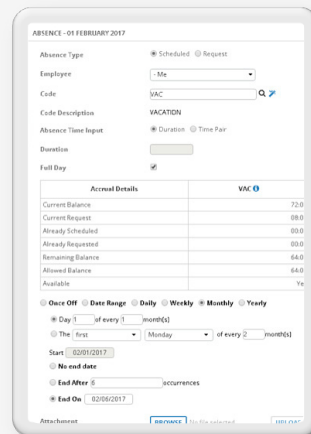 ABSENCE - 01 FEBRUARY 2017
Absence Type Scheduled Request
Employee - Me
Code VAC
Code Description VACATION
Absence Time Input Duration Time Pair
Duration
Full Day
Accrual Details VAC
Current Balance 72:0
Current Request 08:0
Already Scheduled 00:0
Already Requested 00:0
Remaining Balance 64:0
Allowed Balance 64:0
Available Ye
Once Off Date Range Daily Weekly Monthly Yearly
Day 1 of every 1 month[s]
The first Monday of every 2 month[s]
Start 02/01/2017
No end date
End After 6 occurrences
End On 02/06/2017
Attachment BROWSE No file selected. UPLOA